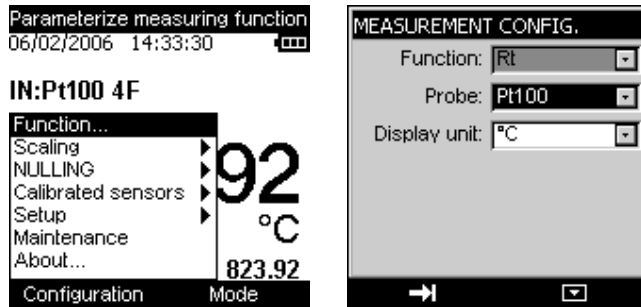 Parameterize measuring function
06/02/2006 14:33:30
IN:Pt100 4F
Function...
Scaling
NULLING
Calibrated sensors
Setup
Maintenance
About...
92
°C
823.92
Configuration Mode
MEASUREMENT CONFIG.
Function: Rt
Probe: Pt100
Display unit: °C